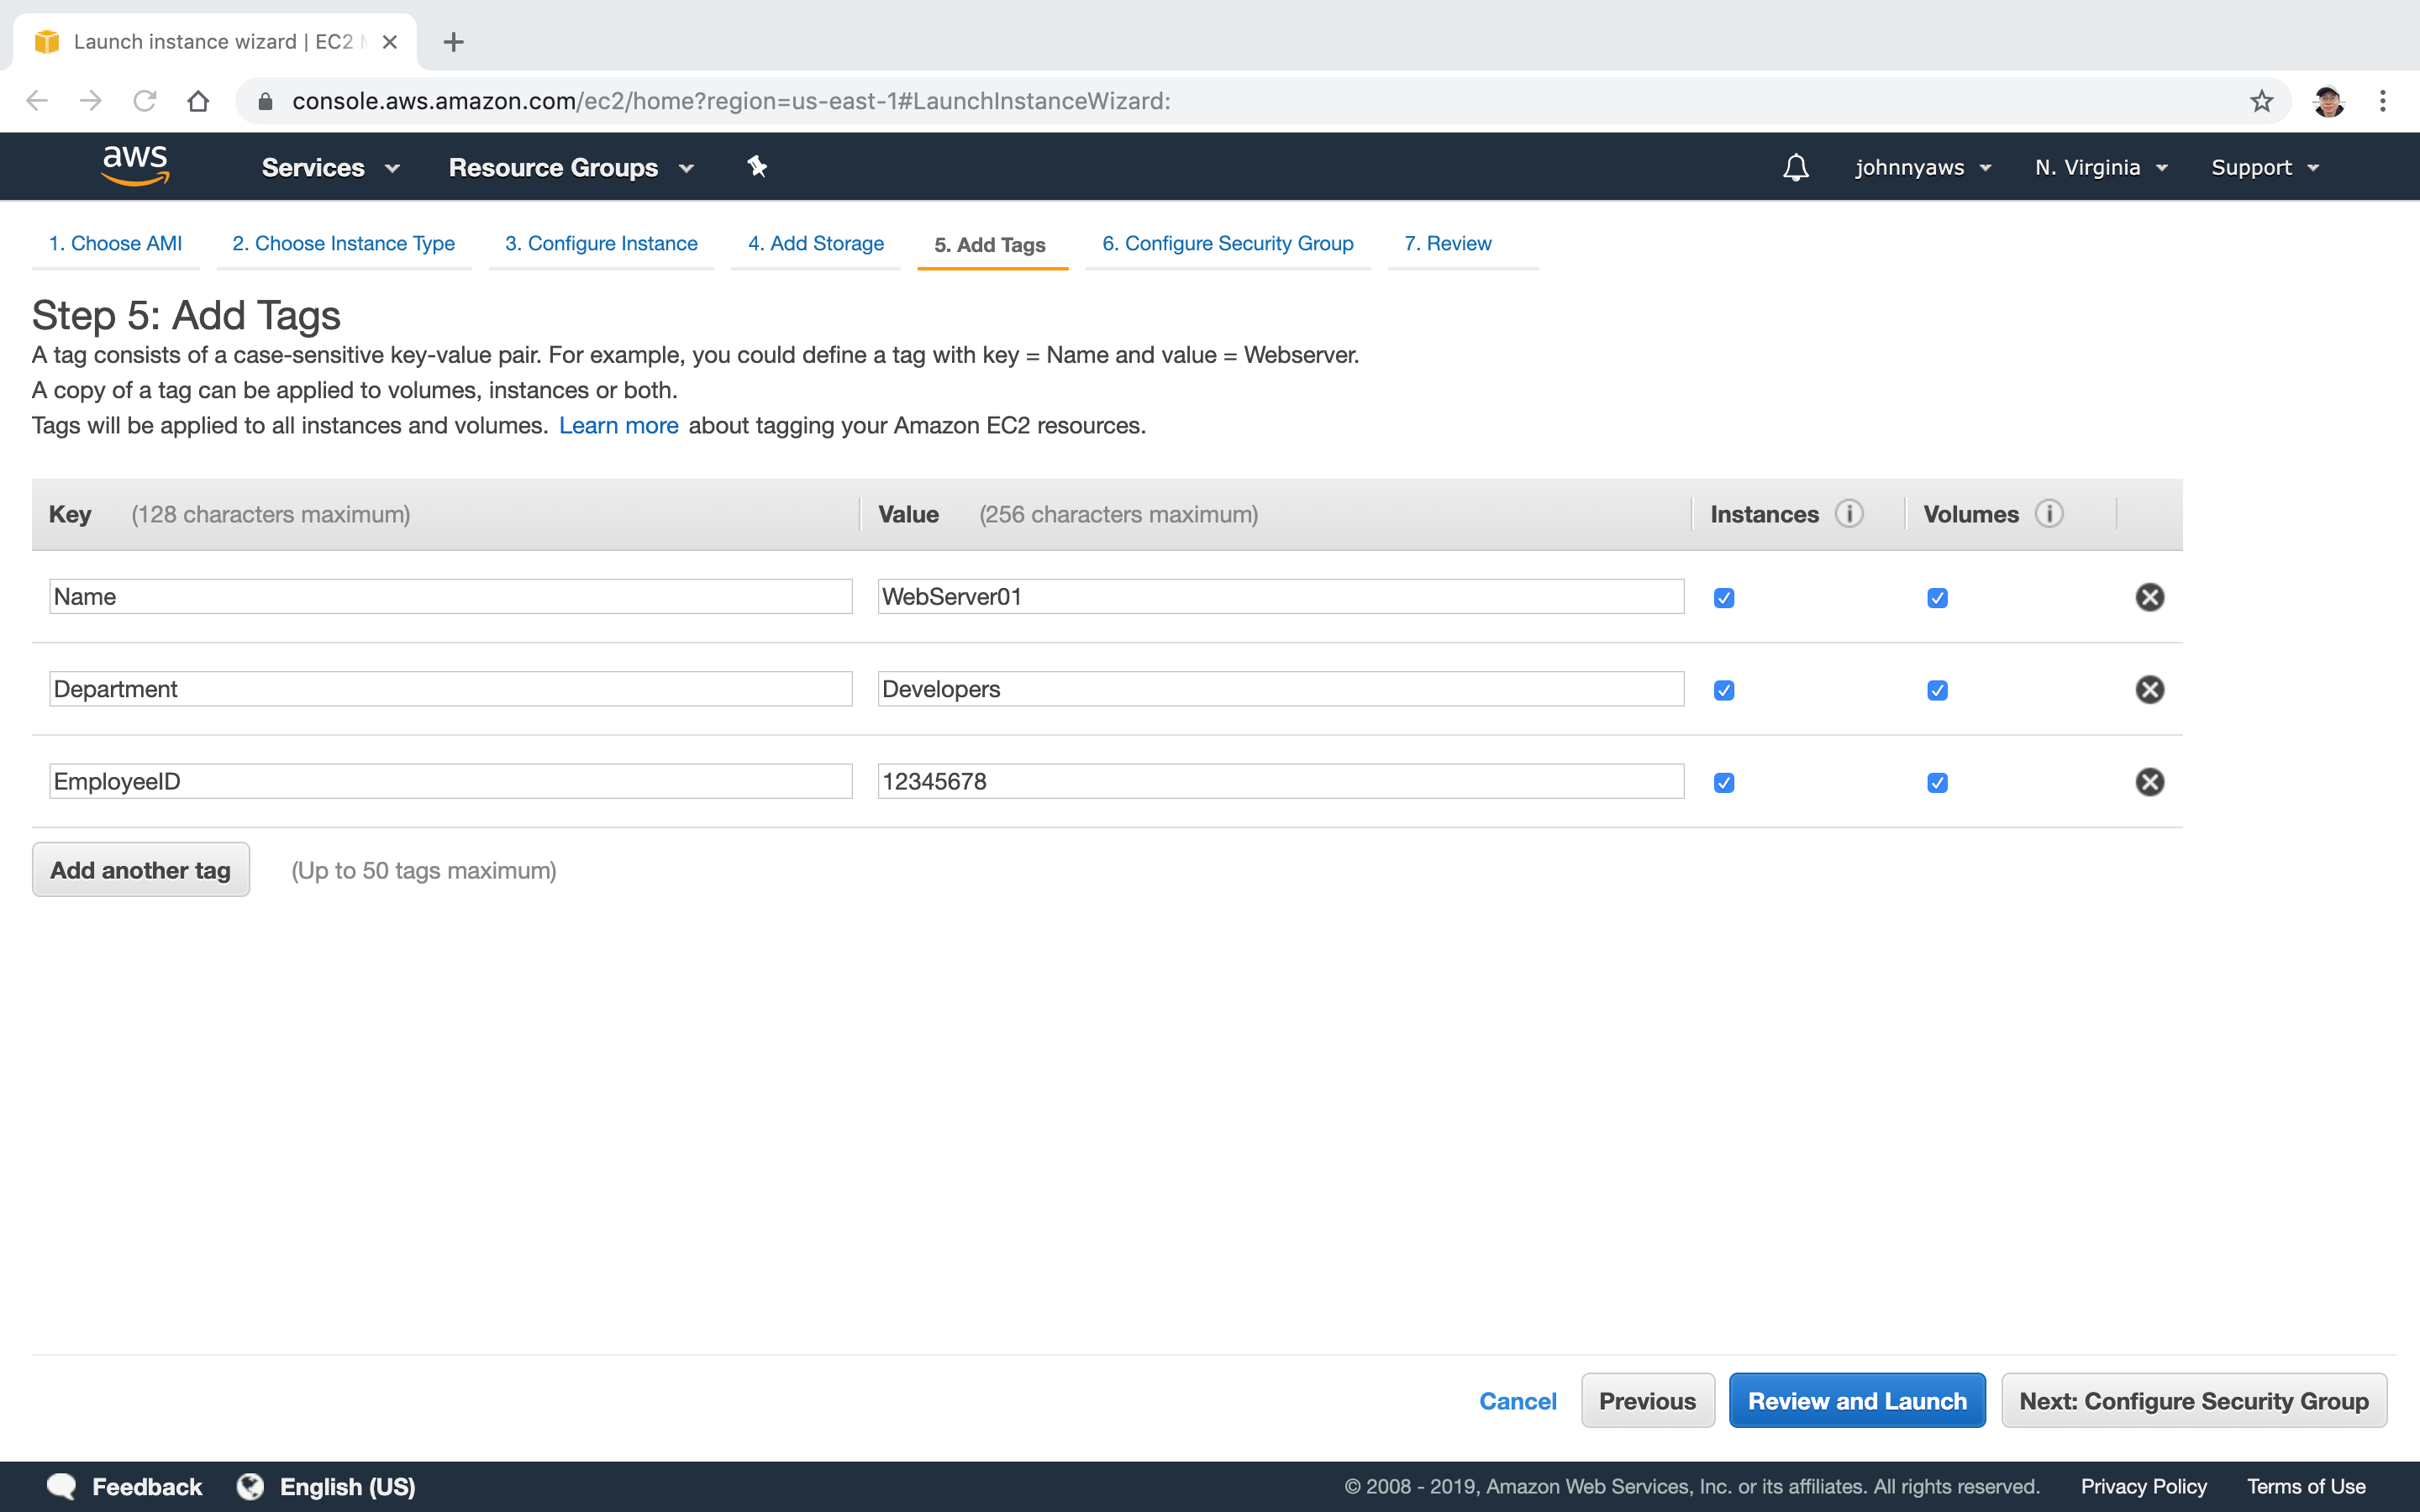 Launch instance wizard | EC2
console.aws.amazon.com/ec2/home?region=us-east-1#LaunchInstanceWizard:
aws Services Resource Groups johnnyaws N. Virginia Support
1. Choose AMI 2. Choose Instance Type 3. Configure Instance 4. Add Storage 5. Add Tags 6. Configure Security Group 7. Review
Step 5: Add Tags
A tag consists of a case-sensitive key-value pair. For example, you could define a tag with key = Name and value = Webserver.
A copy of a tag can be applied to volumes, instances or both.
Tags will be applied to all instances and volumes. Learn more about tagging your Amazon EC2 resources.
Key (128 characters maximum) Value (256 characters maximum) Instances Volumes
Name WebServer01
Department Developers
EmployeeID 12345678
Add another tag (Up to 50 tags maximum)
Cancel Previous Review and Launch Next: Configure Security Group
Feedback English (US) © 2008 - 2019, Amazon Web Services, Inc. or its affiliates. All rights reserved. Privacy Policy Terms of Use